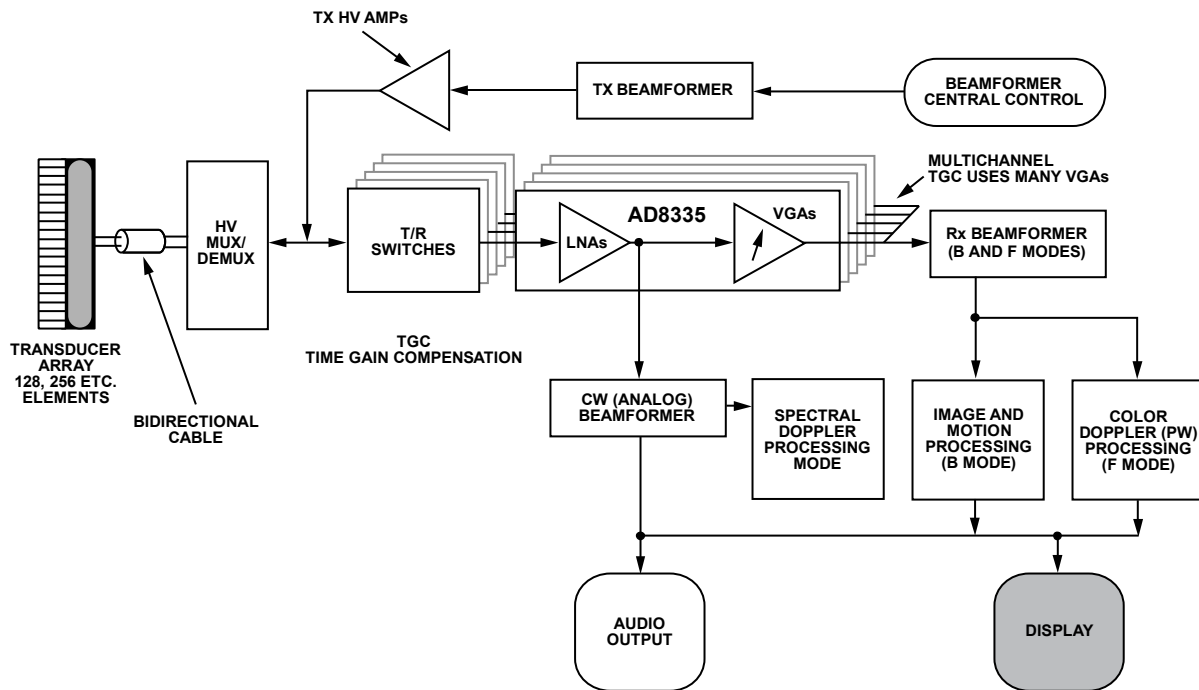 TX HV AMPs
TX BEAMFORMER
BEAMFORMER
CENTRAL CONTROL
MULTICHANNEL
TGC USES MANY VGAs
HV
MUX/
DEMUX
T/R
SWITCHES
LNAs
AD8335
VGAs
Rx BEAMFORMER
(B AND F MODES)
TRANSDUCER
ARRAY
128, 256 ETC.
ELEMENTS
BIDIRECTIONAL
CABLE
TGC
TIME GAIN COMPENSATION
CW (ANALOG)
BEAMFORMER
SPECTRAL
DOPPLER
PROCESSING
MODE
IMAGE AND
MOTION
PROCESSING
(B MODE)
COLOR
DOPPLER (PW)
PROCESSING
(F MODE)
AUDIO
OUTPUT
DISPLAY